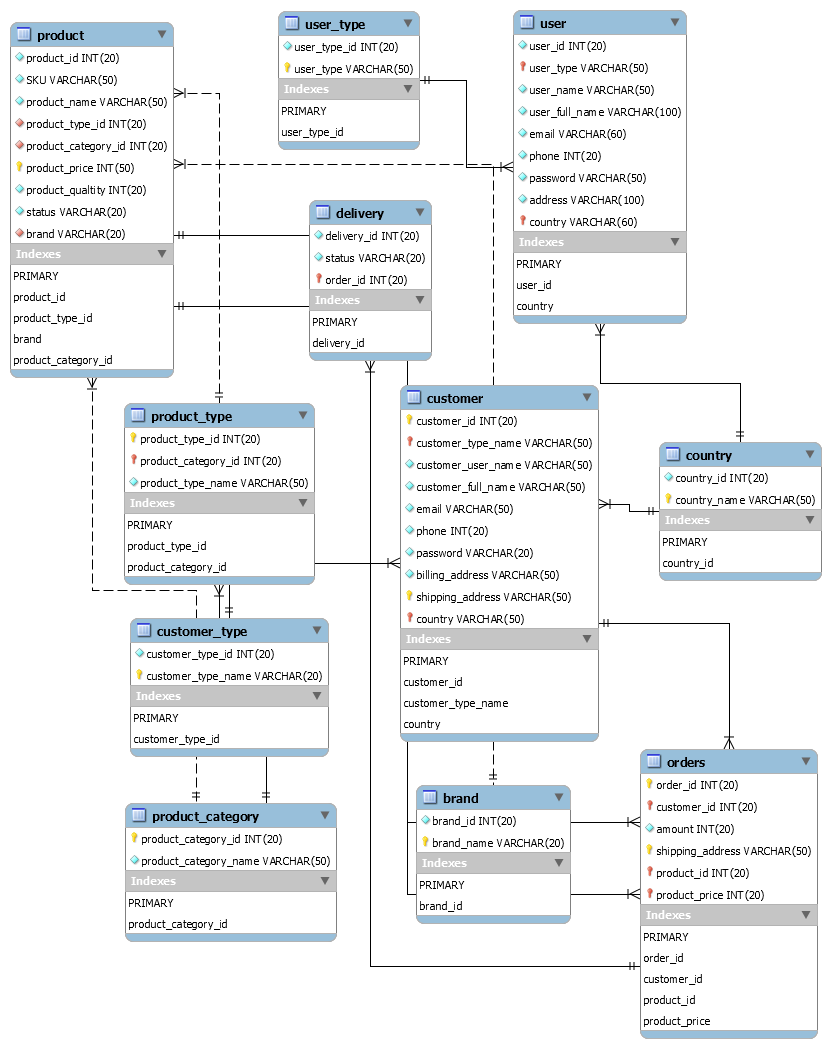 product
product_id INT(20)
SKU VARCHAR(50)
product_name VARCHAR(50)
product_type_id INT(20)
product_category_id INT(20)
product_price INT(50)
product_qualtity INT(20)
status VARCHAR(20)
brand VARCHAR(20)
Indexes
PRIMARY
product_id
product_type_id
brand
product_category_id
user_type
user_type_id INT(20)
user_type VARCHAR(50)
Indexes
PRIMARY
user_type_id
user
user_id INT(20)
user_type VARCHAR(50)
user_name VARCHAR(50)
user_full_name VARCHAR(100)
email VARCHAR(60)
phone INT(20)
password VARCHAR(50)
address VARCHAR(100)
country VARCHAR(60)
Indexes
PRIMARY
user_id
country
delivery
delivery_id INT(20)
status VARCHAR(20)
order_id INT(20)
Indexes
PRIMARY
delivery_id
product_type
product_type_id INT(20)
product_category_id INT(20)
product_type_name VARCHAR(50)
Indexes
PRIMARY
product_type_id
product_category_id
customer
customer_id INT(20)
customer_type_name VARCHAR(50)
customer_user_name VARCHAR(50)
customer_full_name VARCHAR(50)
email VARCHAR(50)
phone INT(20)
password VARCHAR(20)
billing_address VARCHAR(50)
shipping_address VARCHAR(50)
country VARCHAR(50)
Indexes
PRIMARY
customer_id
customer_type_name
country
country
country_id INT(20)
country_name VARCHAR(50)
Indexes
PRIMARY
country_id
customer_type
customer_type_id INT(20)
customer_type_name VARCHAR(20)
Indexes
PRIMARY
customer_type_id
product_category
product_category_id INT(20)
product_category_name VARCHAR(50)
Indexes
PRIMARY
product_category_id
brand
brand_id INT(20)
brand_name VARCHAR(20)
Indexes
PRIMARY
brand_id
orders
order_id INT(20)
customer_id INT(20)
amount INT(20)
shipping_address VARCHAR(50)
product_id INT(20)
product_price INT(20)
Indexes
PRIMARY
order_id
customer_id
product_id
product_price